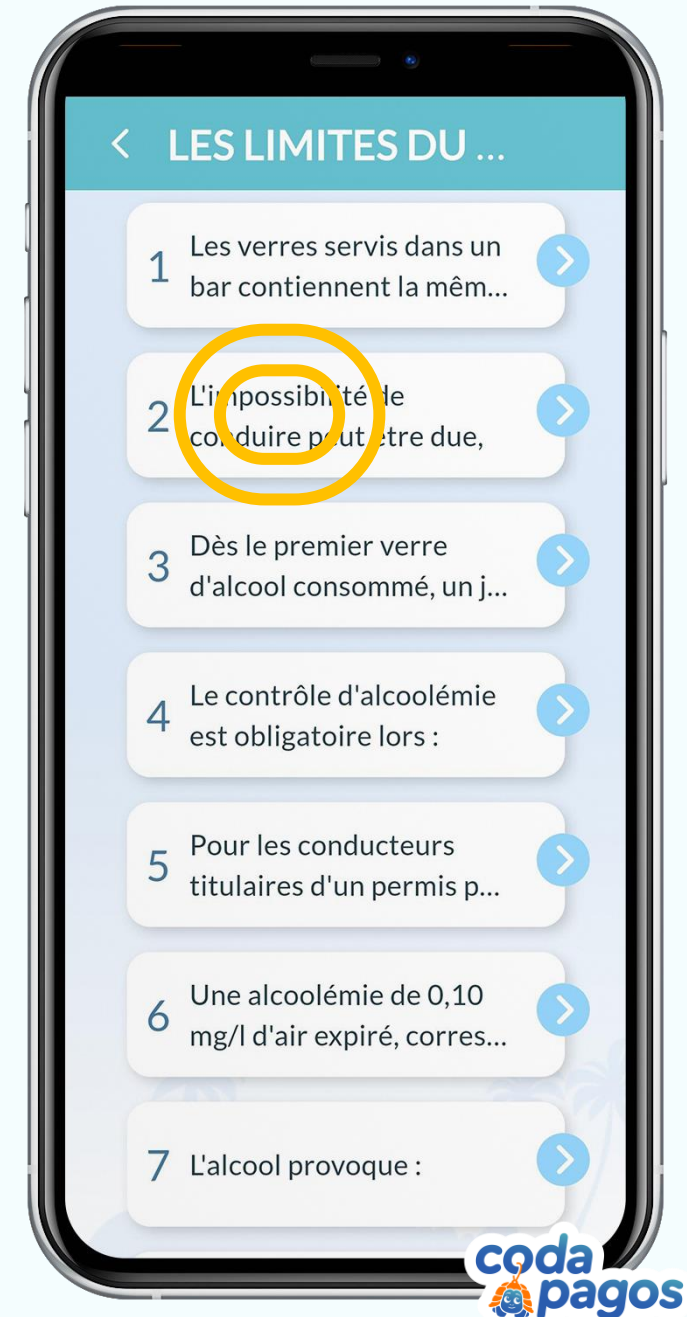 LES LIMITES DU ...
1
Les verres servis dans un
bar contiennent la mêm...
2
L'impossibilité de
conduire peut etre due,
3
Dès le premier verre
d'alcool consommé, un j...
4
Le contrôle d'alcoolémie
est obligatoire lors :
5
Pour les conducteurs
titulaires d'un permis p...
6
Une alcoolémie de 0,10
mg/l d'air expiré, corres...
7
L'alcool provoque :
coda
pagos